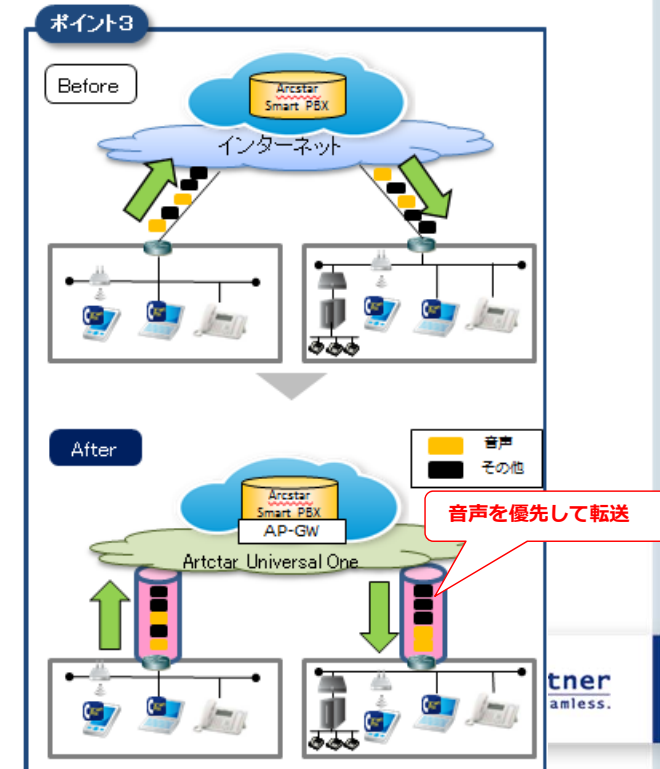 ポイント3
Before
Arcstar
Smart PBX
インターネット
After
音声
その他
Arcstar
Smart PBX
AP-GW
音声を優先して転送
Artctar Universal One
tner
amless.